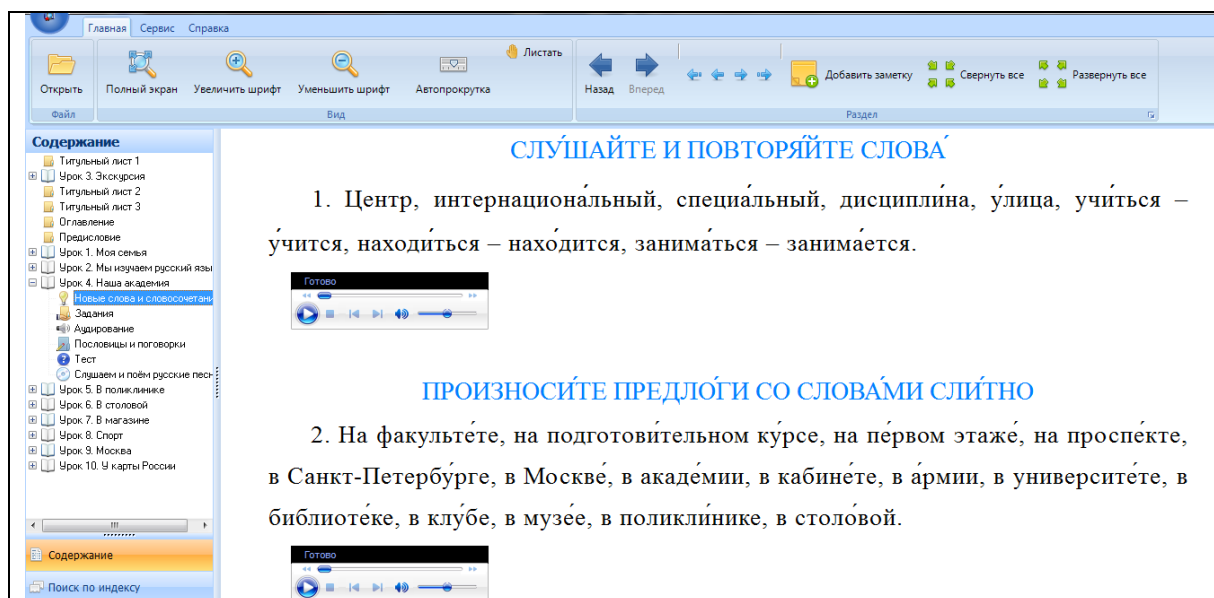 Главная Сервис Справка
Открыть
Полный экран
Увеличить шрифт
Уменьшить шрифт
Автопрокрутка
Листать
Назад
Вперед
Добавить заметку
Свернуть все
Развернуть все
Файл
Вид
Раздел
Содержание
Титульный лист 1
Урок 3. Экскурсия
Титульный лист 2
Титульный лист 3
Оглавление
Предисловие
Урок 1. Моя семья
Урок 2. Мы изучаем русский язы
Урок 4. Наша академия
Новые слова и словосочетани
Задания
Аудирование
Пословицы и поговорки
Тест
Слушаем и поём русские песн
Урок 5. В поликлинике
Урок 6. В столовой
Урок 7. В магазине
Урок 8. Спорт
Урок 9. Москва
Урок 10. У карты России
Содержание
Поиск по индексу
СЛУ́ШАЙТЕ И ПОВТОРЯ́ЙТЕ СЛОВА́
1. Центр, интернациона́льный, специа́льный, дисципли́на, у́лица, учи́ться –
у́чится, находи́ться – нахо́дится, занима́ться – занима́ется.
Готово
ПРОИЗНОСИ́ТЕ ПРЕДЛО́ГИ СО СЛОВА́МИ СЛИ́ТНО
2. На факульте́те, на подготови́тельном ку́рсе, на пе́рвом этаже́, на проспе́кте,
в Санкт-Петербу́рге, в Москве́, в акаде́мии, в кабине́те, в а́рмии, в университе́те, в
библиоте́ке, в клу́бе, в музе́е, в поликли́нике, в столо́вой.
Готово